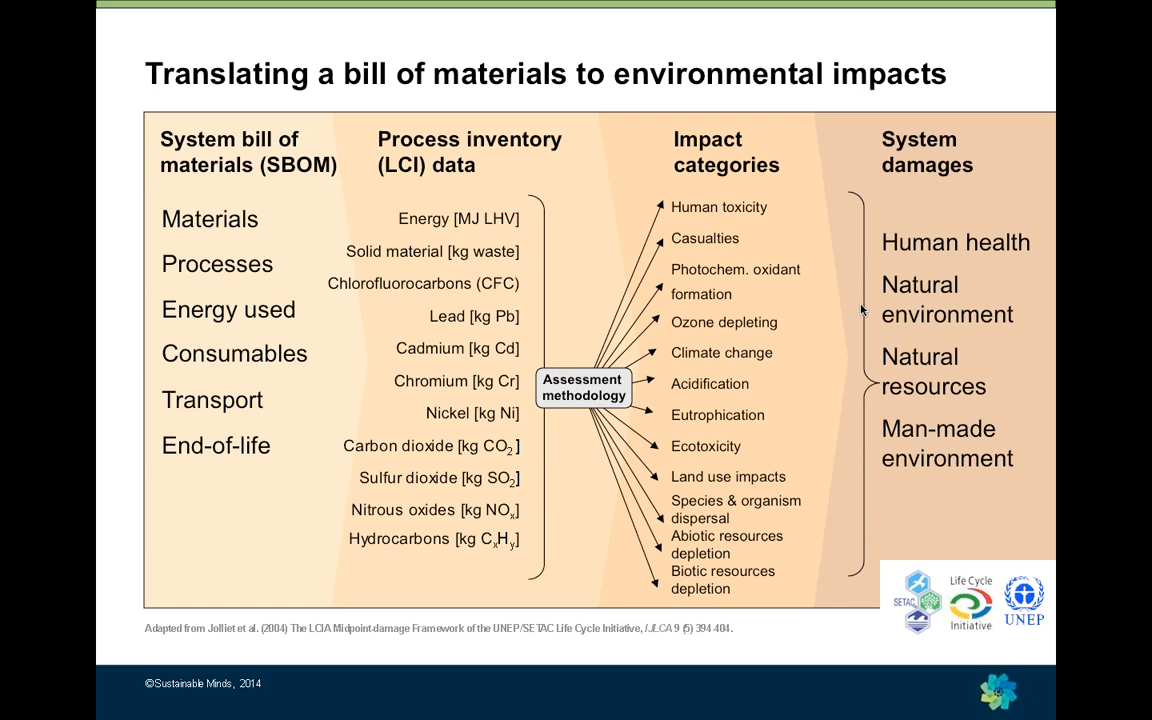 Translating a bill of materials to environmental impacts
System bill of
materials (SBOM)
Materials
Processes
Energy used
Consumables
Transport
End-of-life
Process inventory
(LCI) data
Energy [MJ LHV]
Solid material [kg waste]
Chlorofluorocarbons (CFC)
Lead [kg Pb]
Cadmium [kg Cd]
Chromium [kg Cr]
Nickel [kg Ni]
Carbon dioxide [kg CO2]
Sulfur dioxide [kg SO2]
Nitrous oxides [kg NOx]
Hydrocarbons [kg CxHy]
Assessment
methodology
Impact
categories
Human toxicity
Casualties
Photochem. oxidant
formation
Ozone depleting
Climate change
Acidification
Eutrophication
Ecotoxicity
Land use impacts
Species & organism
dispersal
Abiotic resources
depletion
Biotic resources
depletion
System
damages
Human health
Natural
environment
Natural
resources
Man-made
environment
SETAC
Life Cycle
Initiative
UNEP
Adapted from Jolliet et al. (2004) The LCIA Midpoint-damage Framework of the UNEP/SETAC Life Cycle Initiative, IJLCA 9 (5) 394-404.
©Sustainable Minds, 2014